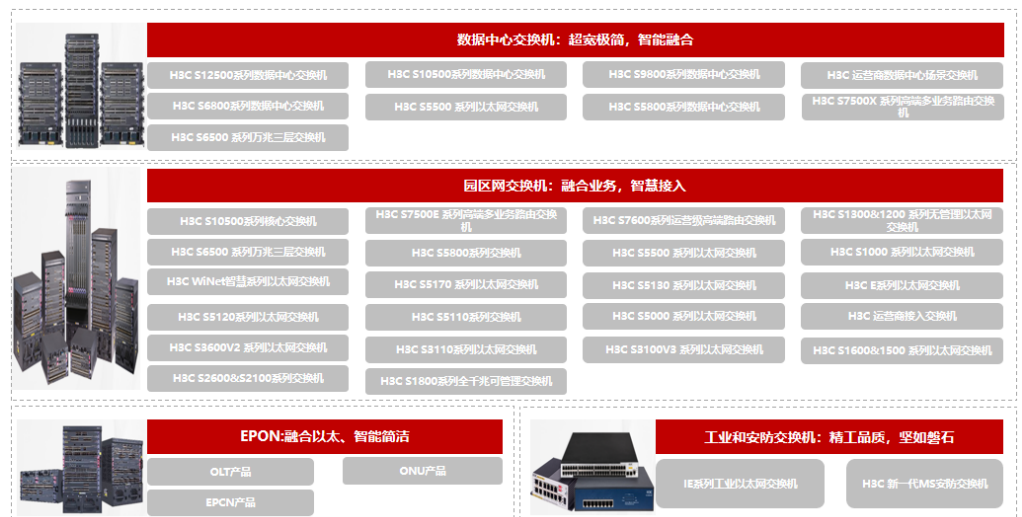 数据中心交换机：超宽极简，智能融合
H3C S12500系列数据中心交换机
H3C S10500系列数据中心交换机
H3C S9800系列数据中心交换机
H3C 运营商数据中心场景交换机
H3C S6800系列数据中心交换机
H3C S5500 系列以太网交换机
H3C S5800系列数据中心交换机
H3C S7500X 系列高端多业务路由交换
机
H3C S6500 系列万兆三层交换机
园区网交换机：融合业务，智慧接入
H3C S10500系列核心交换机
H3C S7500E 系列高端多业务路由交换
机
H3C S7600系列运营级高端路由交换机
H3C S1300&1200 系列无管理以太网
交换机
H3C S6500 系列万兆三层交换机
H3C S5800系列交换机
H3C S5500 系列以太网交换机
H3C S1000 系列以太网交换机
H3C WiNet智慧系列以太网交换机
H3C S5170 系列以太网交换机
H3C S5130 系列以太网交换机
H3C E系列以太网交换机
H3C S5120系列以太网交换机
H3C S5110系列交换机
H3C S5000 系列以太网交换机
H3C 运营商接入交换机
H3C S3600V2 系列以太网交换机
H3C S3110系列以太网交换机
H3C S3100V3 系列以太网交换机
H3C S1600&1500 系列以太网交换机
H3C S2600&S2100系列交换机
H3C S1800系列全千兆可管理交换机
EPON:融合以太、智能简洁
OLT产品
ONU产品
EPCN产品
工业和安防交换机：精工品质，坚如磐石
IE系列工业以太网交换机
H3C 新一代MS安防交换机